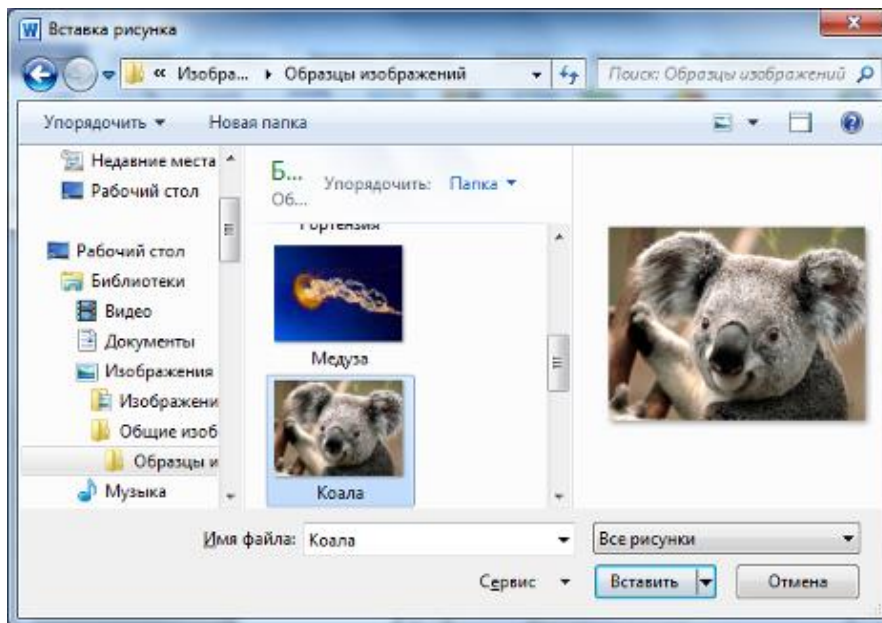 Вставка рисунка
« Изобра... Образцы изображений
Поиск: Образцы изображений
Упорядочить Новая папка
Недавние места
Рабочий стол
Рабочий стол
Библиотеки
Видео
Документы
Изображения
Изображени
Общие изоб
Образцы и
Музыка
Б...
Об...
Упорядочить: Папка
Гортензия
Медуза
Коала
Имя файла: Коала
Все рисунки
Сервис Вставить Отмена